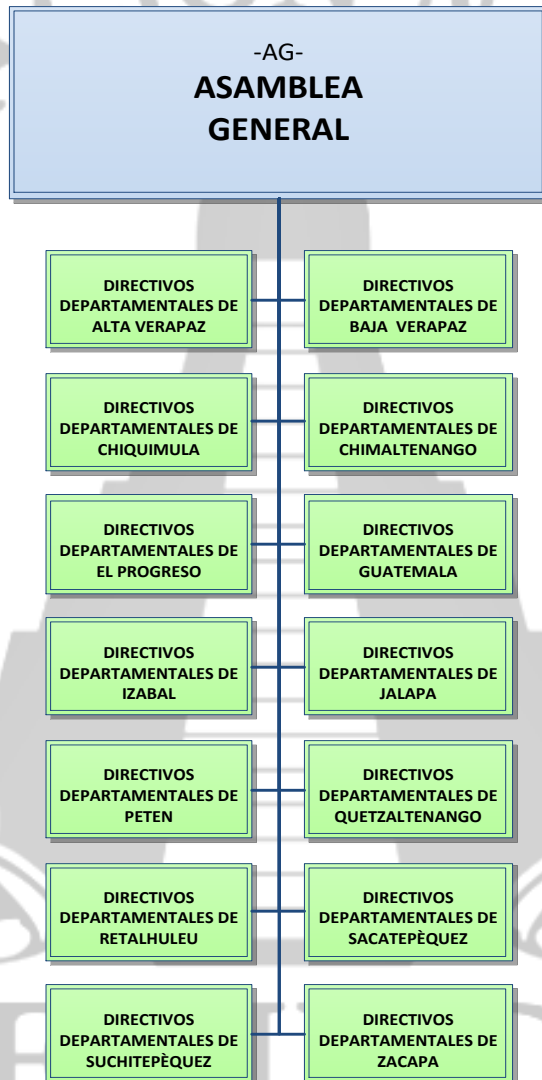 -AG-
ASAMBLEA
GENERAL
DIRECTIVOS
DEPARTAMENTALES DE
ALTA VERAPAZ
DIRECTIVOS
DEPARTAMENTALES DE
BAJA VERAPAZ
DIRECTIVOS
DEPARTAMENTALES DE
CHIQUIMULA
DIRECTIVOS
DEPARTAMENTALES DE
CHIMALTENANGO
DIRECTIVOS
DEPARTAMENTALES DE
EL PROGRESO
DIRECTIVOS
DEPARTAMENTALES DE
GUATEMALA
DIRECTIVOS
DEPARTAMENTALES DE
IZABAL
DIRECTIVOS
DEPARTAMENTALES DE
JALAPA
DIRECTIVOS
DEPARTAMENTALES DE
PETEN
DIRECTIVOS
DEPARTAMENTALES DE
QUETZALTENANGO
DIRECTIVOS
DEPARTAMENTALES DE
RETALHULEU
DIRECTIVOS
DEPARTAMENTALES DE
SACATEPÈQUEZ
DIRECTIVOS
DEPARTAMENTALES DE
SUCHITEPÈQUEZ
DIRECTIVOS
DEPARTAMENTALES DE
ZACAPA